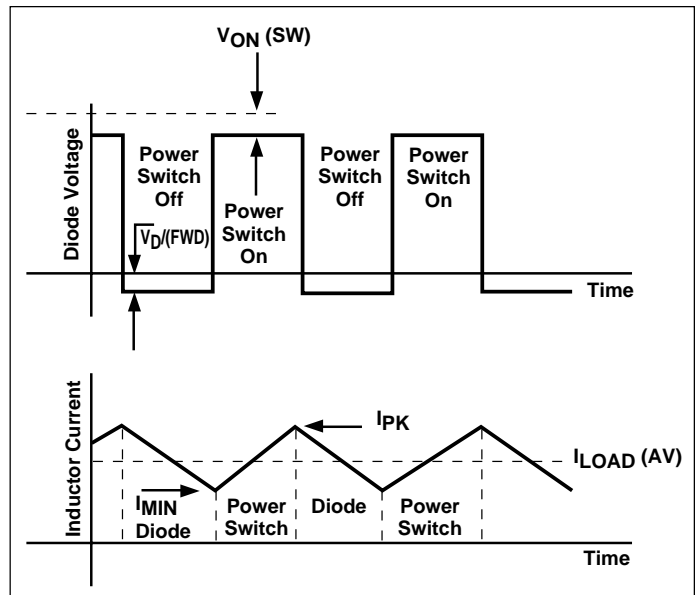 VON (SW)
Diode Voltage
Power
Switch
Off
Power
Switch
On
Power
Switch
Off
Power
Switch
On
VD/(FWD)
Time
Inductor Current
IPK
ILOAD (AV)
IMIN
Diode
Power
Switch
Diode
Power
Switch
Time